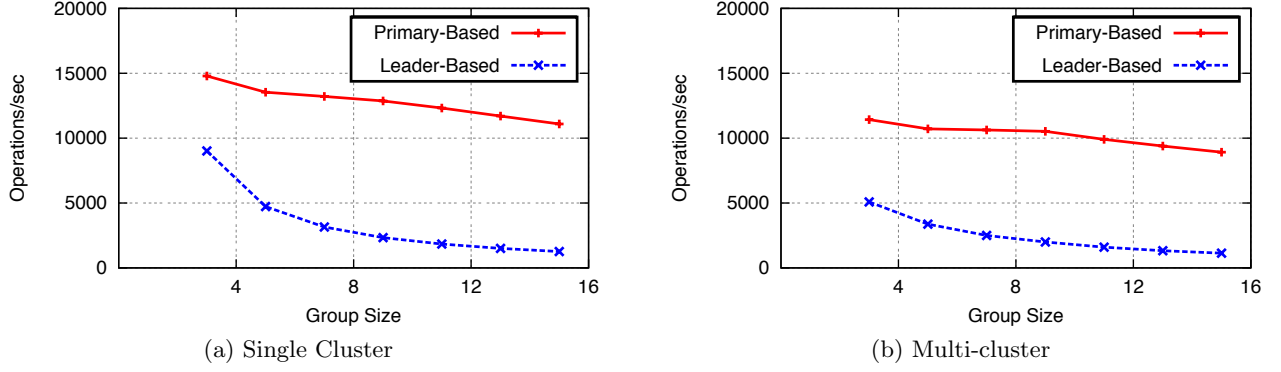 20000
15000
10000
5000
0
Operations/sec
Primary-Based
Leader-Based
4
8
12
16
Group Size
(a) Single Cluster
20000
15000
10000
5000
0
Operations/sec
Primary-Based
Leader-Based
4
8
12
16
Group Size
(b) Multi-cluster